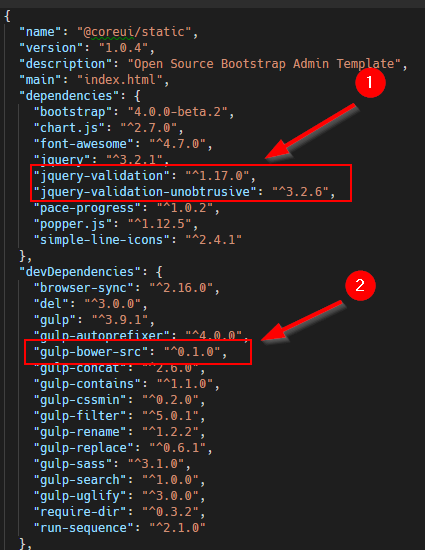 {
"name": "@coreui/static",
"version": "1.0.4",
"description": "Open Source Bootstrap Admin Template",
"main": "index.html",
"dependencies": {
"bootstrap": "4.0.0-beta.2",
"chart.js": "^2.7.0",
"font-awesome": "^4.7.0",
"jquery": "^3.2.1",
"jquery-validation": "^1.17.0",
"jquery-validation-unobtrusive": "^3.2.6",
"pace-progress": "^1.0.2",
"popper.js": "^1.12.5",
"simple-line-icons": "^2.4.1"
},
"devDependencies": {
"browser-sync": "^2.16.0",
"del": "^3.0.0",
"gulp": "^3.9.1",
"gulp-autoprefixer": "^4.0.0",
"gulp-bower-src": "^0.1.0",
"gulp-concat": "^2.6.0",
"gulp-contains": "^1.1.0",
"gulp-cssmin": "^0.2.0",
"gulp-filter": "^5.0.1",
"gulp-rename": "^1.2.2",
"gulp-replace": "^0.6.1",
"gulp-sass": "^3.1.0",
"gulp-search": "^1.0.0",
"gulp-uglify": "^3.0.0",
"require-dir": "^0.3.2",
"run-sequence": "^2.1.0"
},
1
2